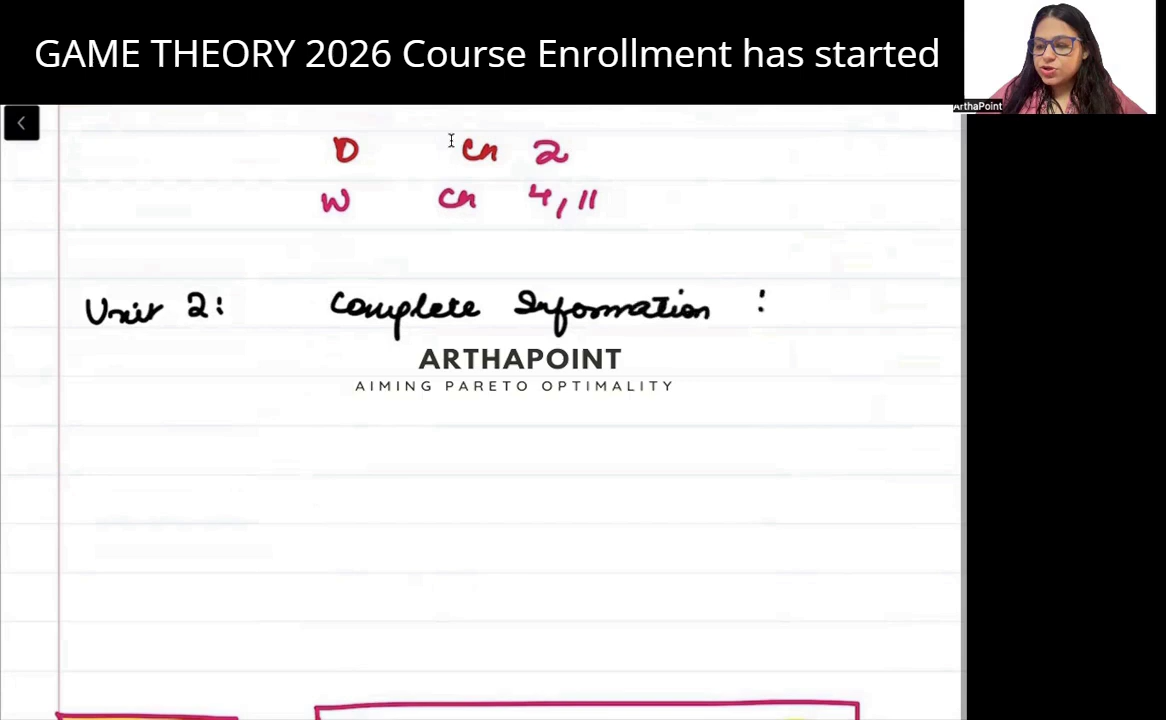 GAME THEORY 2026 Course Enrollment has started
ArthaPoint
D Ch 2
W Ch 4, 11
Unit 2: Complete Information :
ARTHAPOINT
AIMING PARETO OPTIMALITY